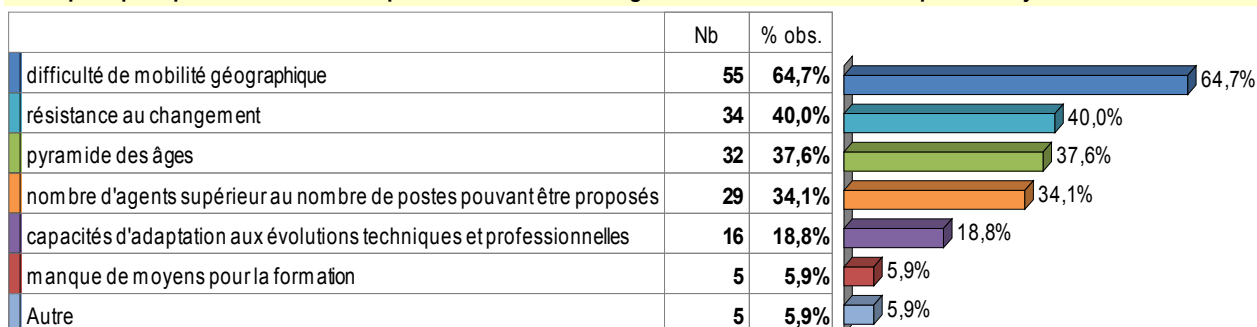 Nb % obs.
difficulté de mobilité géographique 55 64,7% 64,7%
résistance au changement 34 40,0% 40,0%
pyramide des âges 32 37,6% 37,6%
nombre d'agents supérieur au nombre de postes pouvant être proposés 29 34,1% 34,1%
capacités d'adaptation aux évolutions techniques et professionnelles 16 18,8% 18,8%
manque de moyens pour la formation 5 5,9% 5,9%
Autre 5 5,9% 5,9%